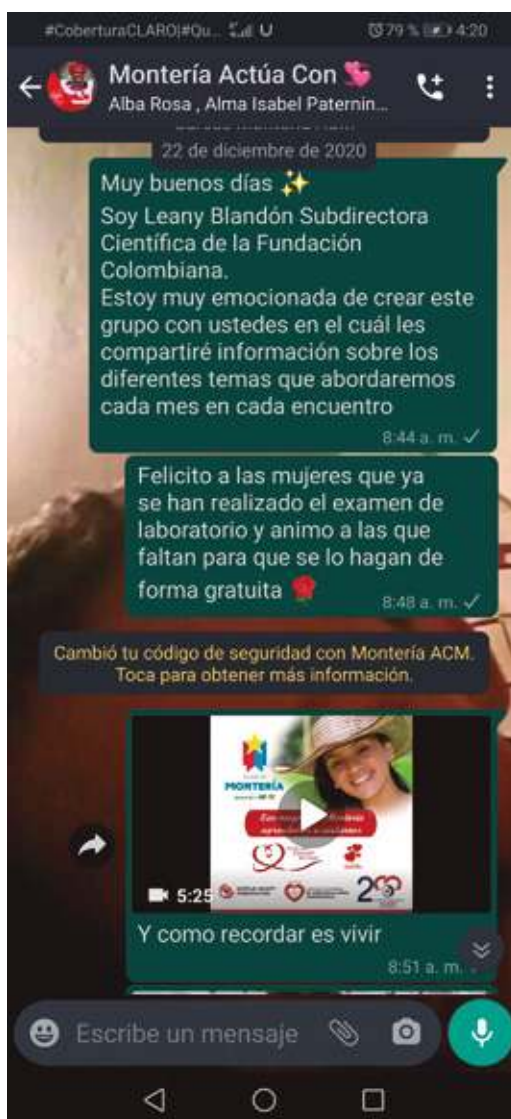 #CoberturaCLARO|#Qu...
79 % 4:20
Montería Actúa Con
Alba Rosa , Alma Isabel Paternin...
22 de diciembre de 2020
Muy buenos días
Soy Leany Blandón Subdirectora
Científica de la Fundación
Colombiana.
Estoy muy emocionada de crear este
grupo con ustedes en el cuál les
compartiré información sobre los
diferentes temas que abordaremos
cada mes en cada encuentro
8:44 a. m.
Felicito a las mujeres que ya
se han realizado el examen de
laboratorio y animo a las que
faltan para que se lo hagan de
forma gratuita
8:48 a. m.
Cambió tu código de seguridad con Montería ACM.
Toca para obtener más información.
MONTERÍA
5:25
Y como recordar es vivir
8:51 a. m.
Escribe un mensaje